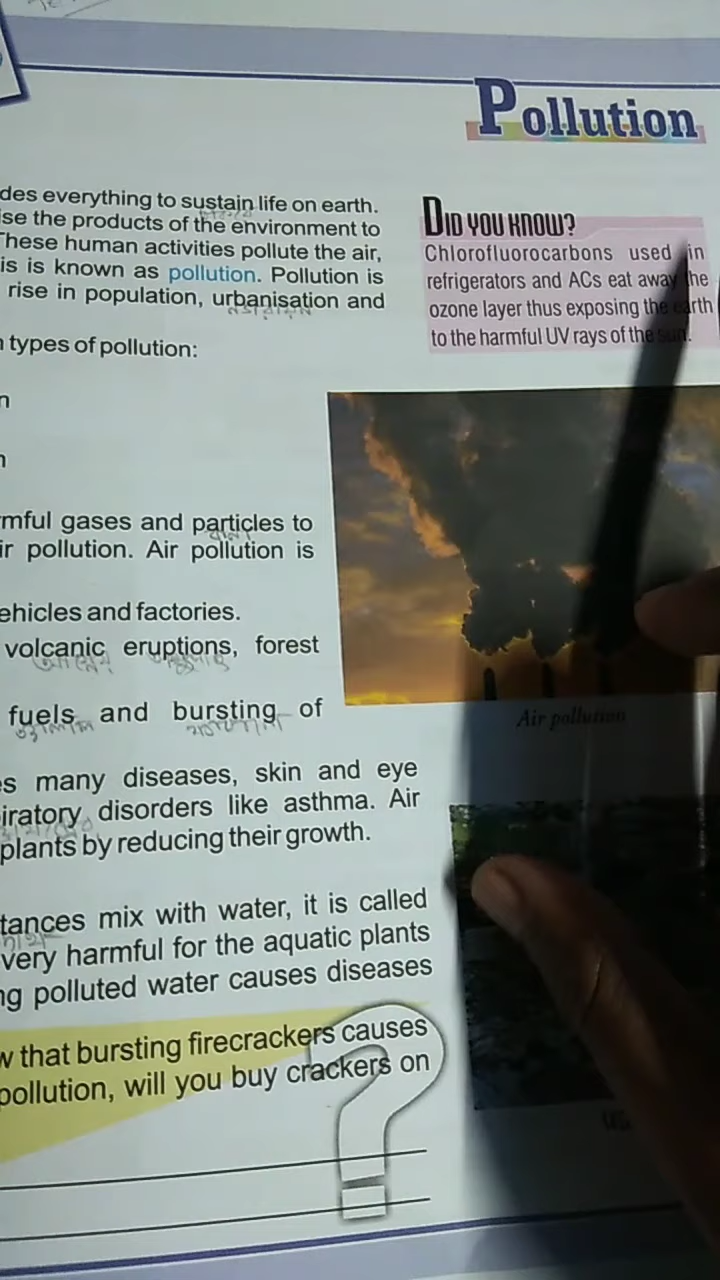 Pollution
des everything to sustain life on earth.
ise the products of the environment to
These human activities pollute the air,
is is known as pollution. Pollution is
rise in population, urbanisation and
types of pollution:
DID YOU KNOW?
Chlorofluorocarbons used in
refrigerators and ACs eat away the
ozone layer thus exposing the earth
to the harmful UV rays of the sun.
rmful gases and particles to
ir pollution. Air pollution is
ehicles and factories.
volcanic eruptions, forest
fuels and bursting of
Air pollution
s many diseases, skin and eye
iratory disorders like asthma. Air
plants by reducing their growth.
tances mix with water, it is called
very harmful for the aquatic plants
ng polluted water causes diseases
w that bursting firecrackers causes
pollution, will you buy crackers on